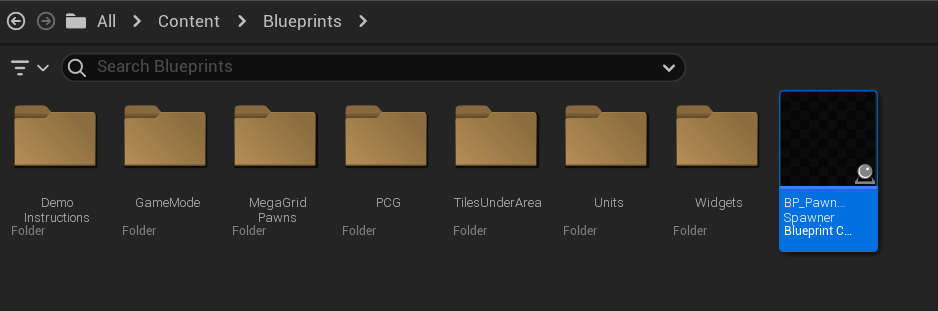 All > Content > Blueprints >
Search Blueprints
Demo
Instructions
Folder
GameMode
Folder
MegaGrid
Pawns
Folder
PCG
Folder
TilesUnderArea
Folder
Units
Folder
Widgets
Folder
BP_Pawn...
Spawner
Blueprint C...